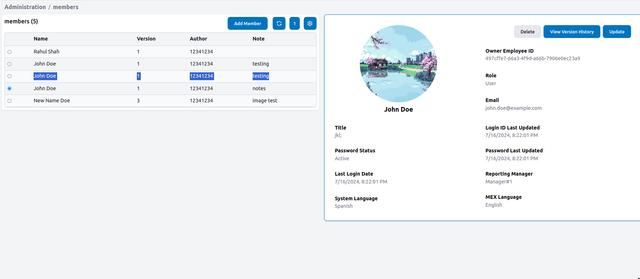 Administration / members
members (5)
Add Member
1
Name Version Author Note
Rahul Shah 1 12341234
John Doe 1 12341234 testing
John Doe 1 12341234 testing
John Doe 1 12341234 notes
New Name Doe 3 12341234 image test
Delete
View Version History
Update
John Doe
Owner Employee ID
Role
User
Email
john.doe@example.com
Title
jkl;
Login ID Last Updated
7/16/2024, 8:22:01 PM
Password Status
Active
Password Last Updated
7/16/2024, 8:22:01 PM
Last Login Date
7/16/2024, 8:22:01 PM
Reporting Manager
Manager#1
System Language
Spanish
MEX Language
English